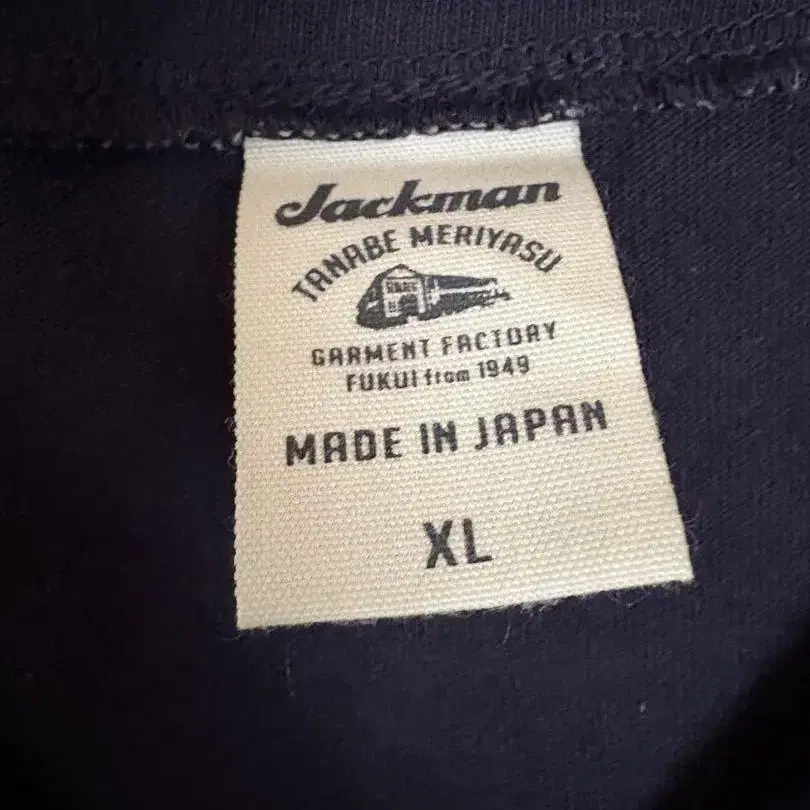 Jackman
TANABE MERIYASU
GARMENT FACTORY
FUKUI from 1949
MADE IN JAPAN
XL